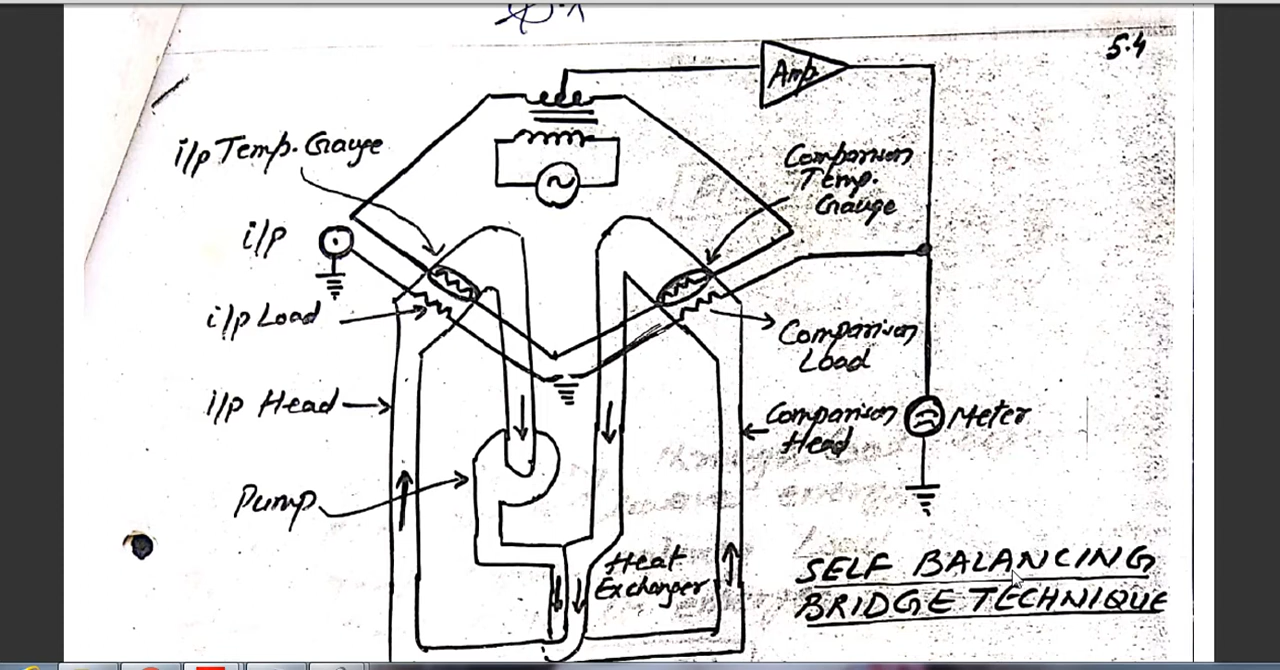 5.4
Amp.
i/p Temp. Gauge
Comparison
Temp.
Gauge
i/p
i/p Load
Comparison
Load
i/p Head
Comparison
Head
Meter
Pump
Heat
Exchanger
SELF BALANCING
BRIDGE TECHNIQUE